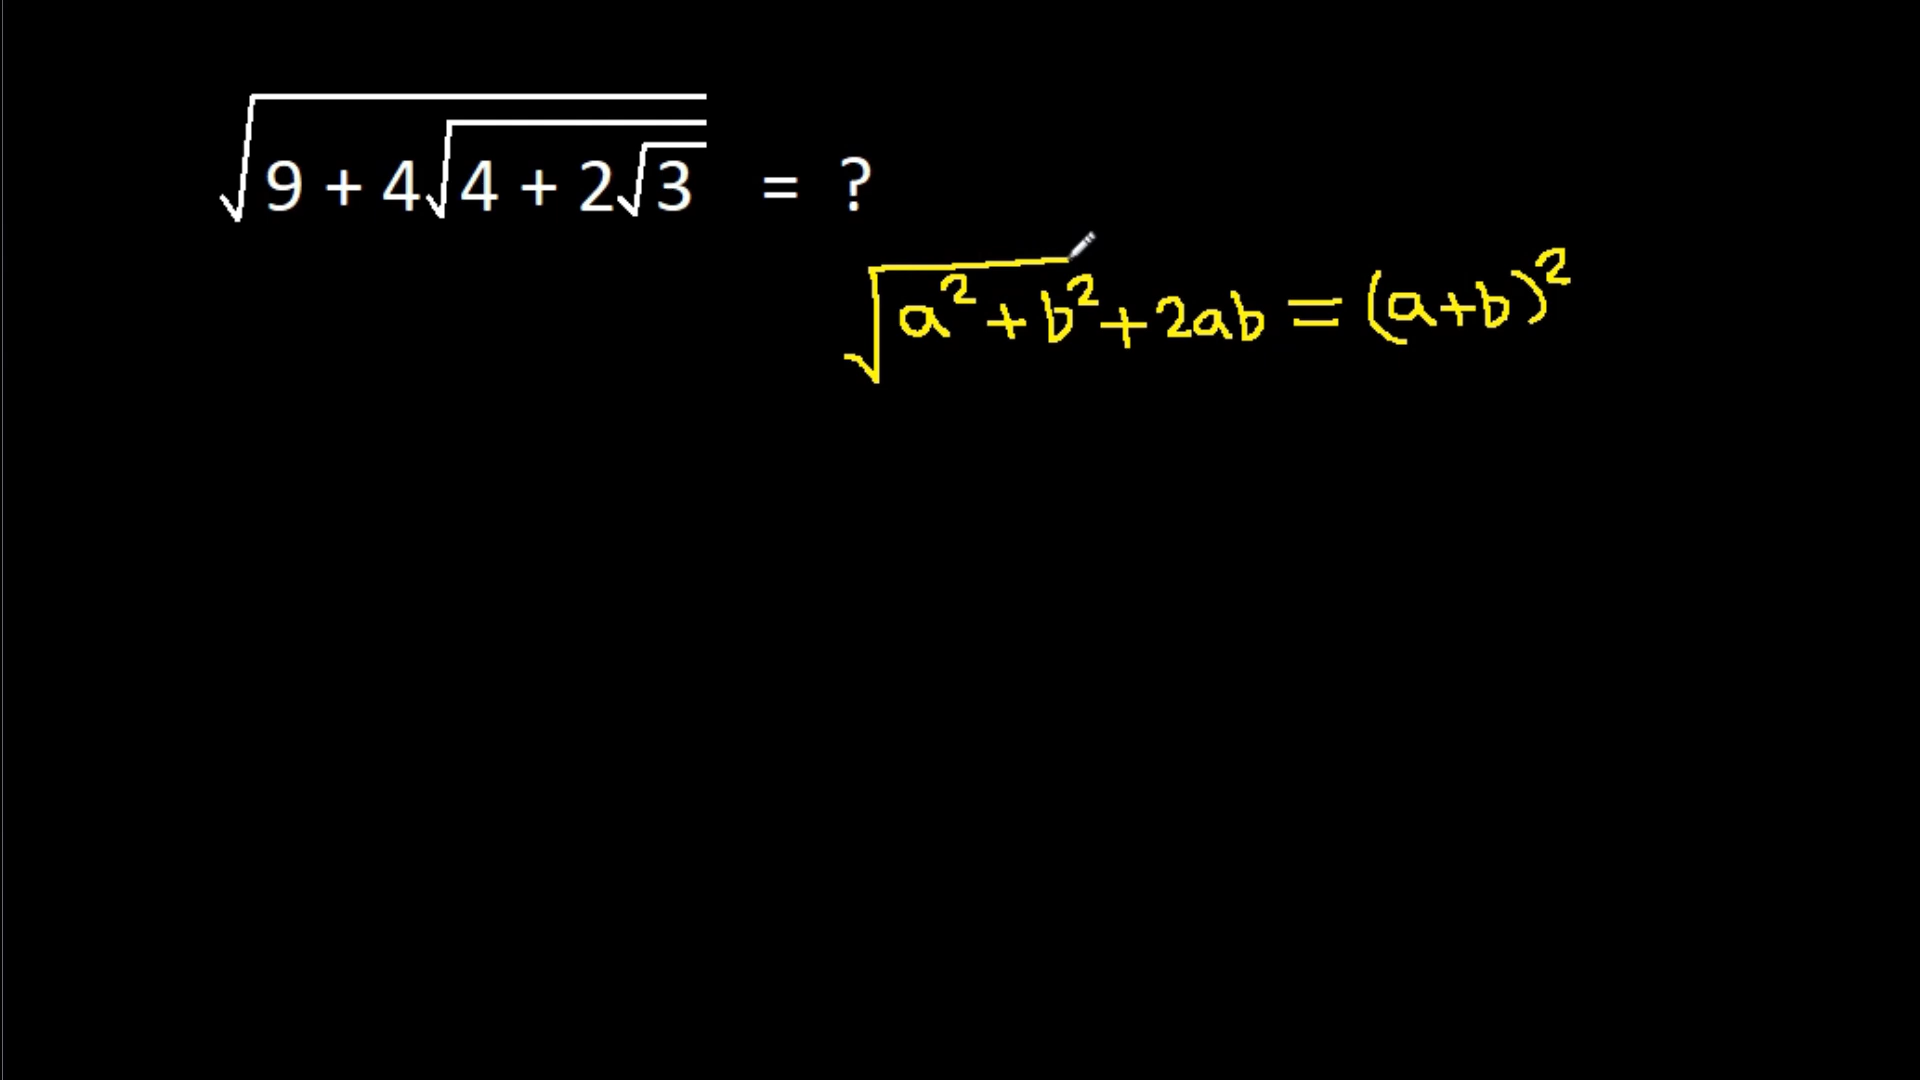 √(9 + 4√(4 + 2√3)) = ?
√a² + b² + 2ab = (a+b)²